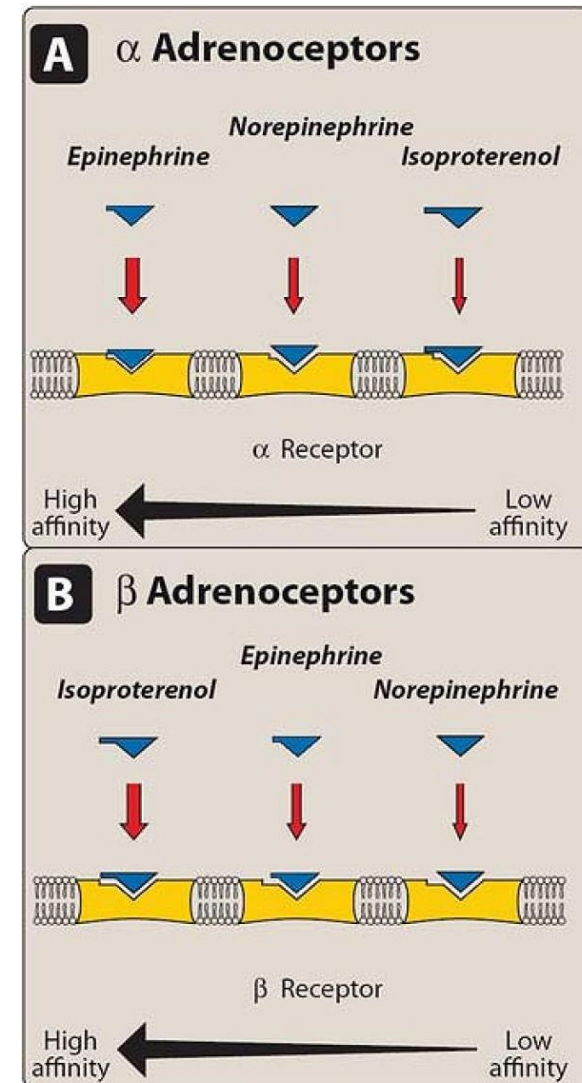 A α Adrenoceptors
Norepinephrine
Epinephrine Isoproterenol
α Receptor
High Low
affinity affinity
B β Adrenoceptors
Epinephrine
Isoproterenol Norepinephrine
β Receptor
High Low
affinity affinity